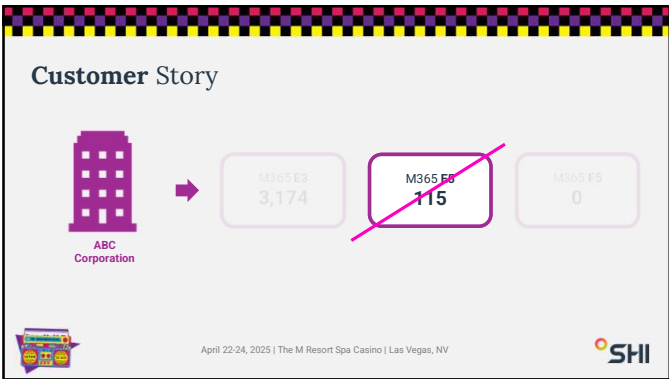 Customer Story
M365 E3
3,174
M365 E5
115
M365 F5
0
ABC
Corporation
April 22-24, 2025 | The M Resort Spa Casino | Las Vegas, NV
SHI